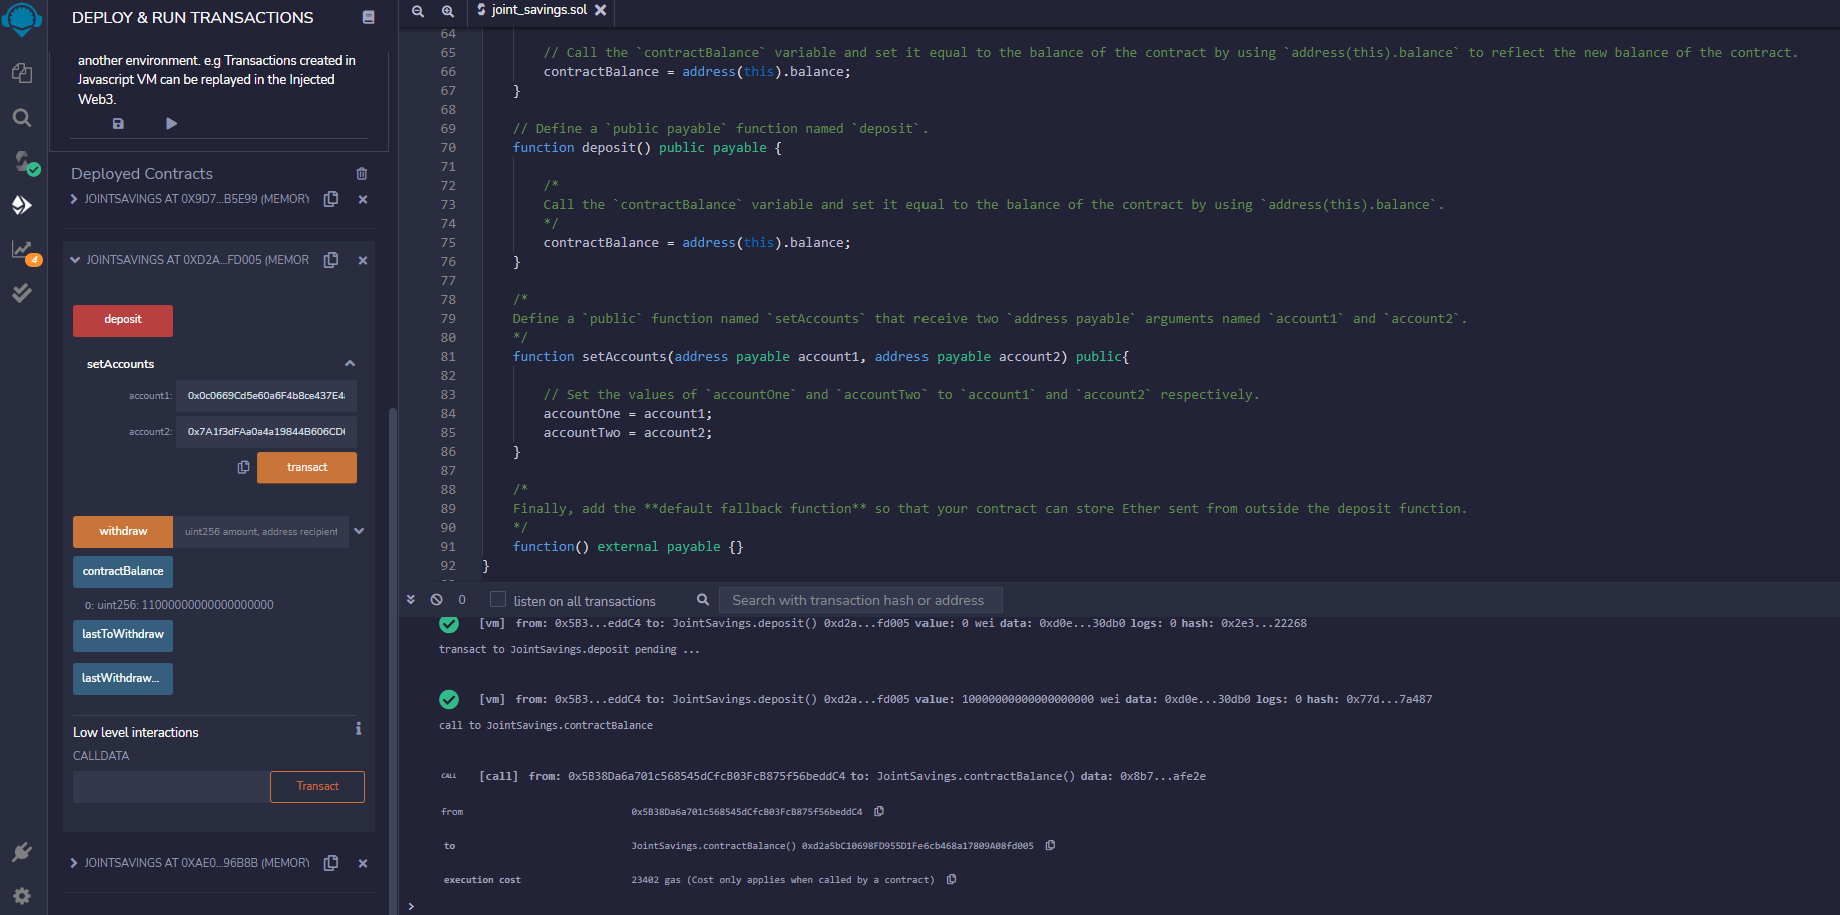 DEPLOY & RUN TRANSACTIONS
another environment. e.g Transactions created in
Javascript VM can be replayed in the Injected
Web3.
Deployed Contracts
JOINTSAVINGS AT 0X9D7...B5E99 (MEMORY
JOINTSAVINGS AT 0XD2A...FD005 (MEMOR
4
deposit
setAccounts
account1: 0x0c0669Cd5e60a6F4b8ce437E4
account2: 0x7A1f3dFAa0a4a19844B606CD
transact
withdraw uint256 amount, address recipient
contractBalance
0: uint256: 11000000000000000000
lastToWithdraw
lastWithdraw...
Low level interactions
CALLDATA
Transact
JOINTSAVINGS AT 0XAE0...96B8B (MEMORY
joint_savings.sol
64
65 // Call the `contractBalance` variable and set it equal to the balance of the contract by using `address(this).balance` to reflect the new balance of the contract.
66 contractBalance = address(this).balance;
67 }
68
69 // Define a `public payable` function named `deposit`.
70 function deposit() public payable {
71
72 /*
73 Call the `contractBalance` variable and set it equal to the balance of the contract by using `address(this).balance`.
74 */
75 contractBalance = address(this).balance;
76 }
77
78 /*
79 Define a `public` function named `setAccounts` that receive two `address payable` arguments named `account1` and `account2`.
80 */
81 function setAccounts(address payable account1, address payable account2) public{
82
83 // Set the values of `accountOne` and `accountTwo` to `account1` and `account2` respectively.
84 accountOne = account1;
85 accountTwo = account2;
86 }
87
88 /*
89 Finally, add the **default fallback function** so that your contract can store Ether sent from outside the deposit function.
90 */
91 function() external payable {}
92 }
0 listen on all transactions Search with transaction hash or address
[vm] from: 0x5B3...eddC4 to: JointSavings.deposit() 0xd2a...fd005 value: 0 wei data: 0xd0e...30db0 logs: 0 hash: 0x2e3...22268
transact to JointSavings.deposit pending ...
[vm] from: 0x5B3...eddC4 to: JointSavings.deposit() 0xd2a...fd005 value: 10000000000000000000 wei data: 0xd0e...30db0 logs: 0 hash: 0x77d...7a487
call to JointSavings.contractBalance
CALL [call] from: 0x5B38Da6a701c568545dCfcB03FcB875f56beddC4 to: JointSavings.contractBalance() data: 0x8b7...afe2e
from 0x5B38Da6a701c568545dCfcB03FcB875f56beddC4
to JointSavings.contractBalance() 0xd2a5bC10698FD955D1Fe6cb468a17809A08fd005
execution cost 23402 gas (Cost only applies when called by a contract)
>